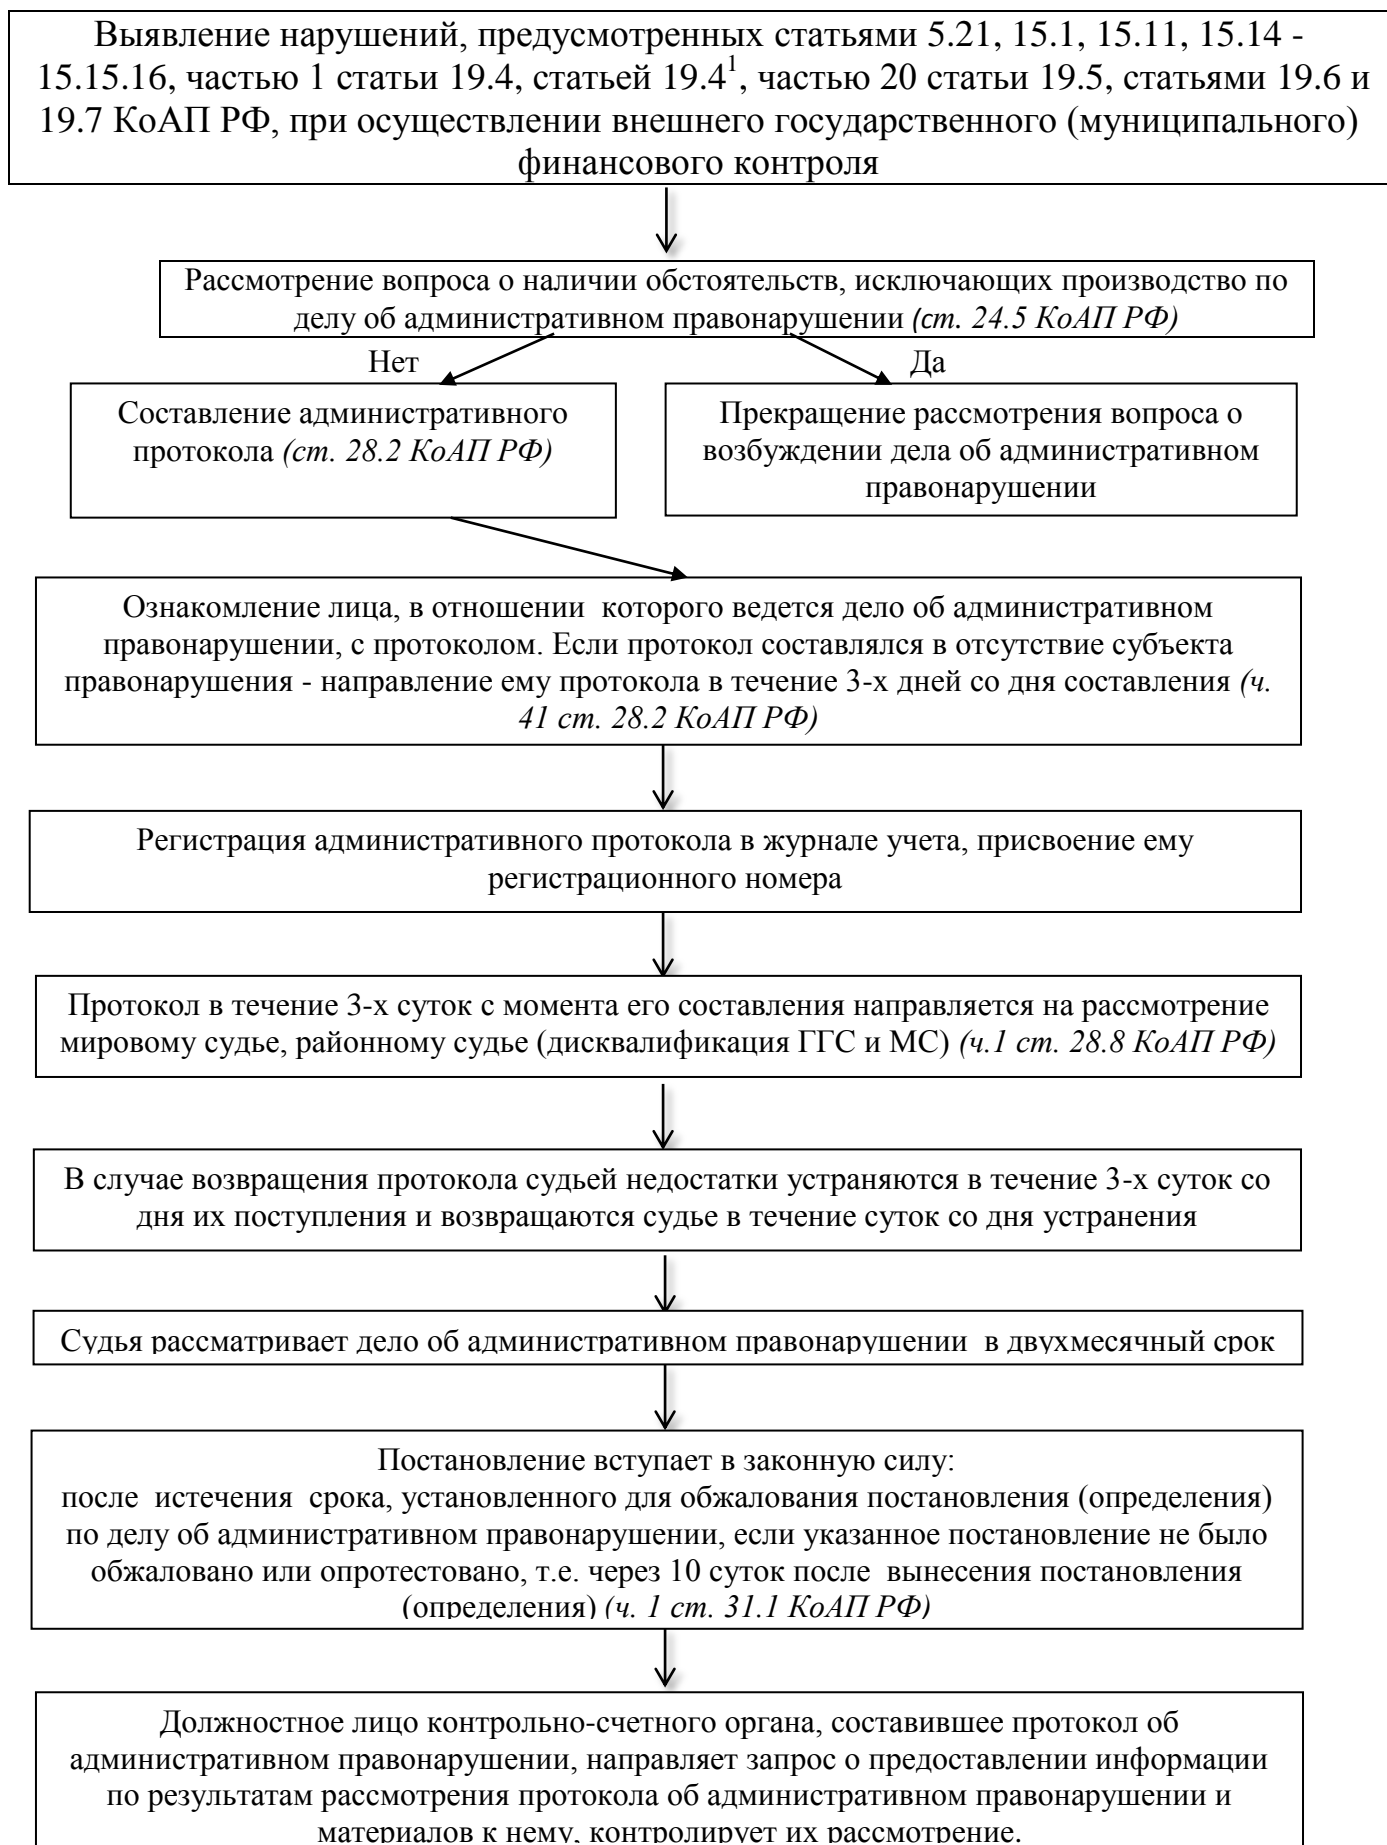 Выявление нарушений, предусмотренных статьями 5.21, 15.1, 15.11, 15.14 -
15.15.16, частью 1 статьи 19.4, статьей 19.4¹, частью 20 статьи 19.5, статьями 19.6 и
19.7 КоАП РФ, при осуществлении внешнего государственного (муниципального)
финансового контроля
Рассмотрение вопроса о наличии обстоятельств, исключающих производство по
делу об административном правонарушении (ст. 24.5 КоАП РФ)
Нет
Да
Составление административного
протокола (ст. 28.2 КоАП РФ)
Прекращение рассмотрения вопроса о
возбуждении дела об административном
правонарушении
Ознакомление лица, в отношении  которого ведется дело об административном
правонарушении, с протоколом. Если протокол составлялся в отсутствие субъекта
правонарушения - направление ему протокола в течение 3-х дней со дня составления (ч.
41 ст. 28.2 КоАП РФ)
Регистрация административного протокола в журнале учета, присвоение ему
регистрационного номера
Протокол в течение 3-х суток с момента его составления направляется на рассмотрение
мировому судье, районному судье (дисквалификация ГГС и МС) (ч.1 ст. 28.8 КоАП РФ)
В случае возвращения протокола судьей недостатки устраняются в течение 3-х суток со
дня их поступления и возвращаются судье в течение суток со дня устранения
Судья рассматривает дело об административном правонарушении  в двухмесячный срок
Постановление вступает в законную силу:
после  истечения  срока, установленного для обжалования постановления (определения)
по делу об административном правонарушении, если указанное постановление не было
обжаловано или опротестовано, т.е. через 10 суток после  вынесения постановления
(определения) (ч. 1 ст. 31.1 КоАП РФ)
Должностное лицо контрольно-счетного органа, составившее протокол об
административном правонарушении, направляет запрос о предоставлении информации
по результатам рассмотрения протокола об административном правонарушении и
материалов к нему, контролирует их рассмотрение.